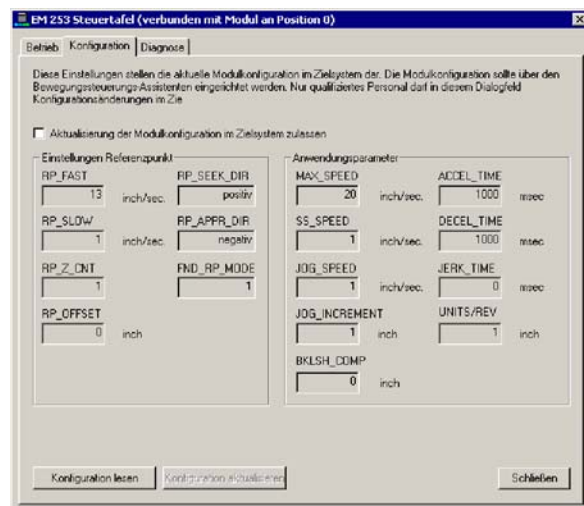 EM 253 Steuertafel (verbunden mit Modul an Position 0)
Betrieb Konfiguration Diagnose
Diese Einstellungen stellen die aktuelle Modulkonfiguration im Zielsystem dar. Die Modulkonfiguration sollte über den
Bewegungssteuerungs-Assistenten eingerichtet werden. Nur qualifiziertes Personal darf in diesem Dialogfeld
Konfigurationsänderungen im Zie
Aktualisierung der Modulkonfiguration im Zielsystem zulassen
Einstellungen Referenzpunkt
RP_FAST RP_SEEK_DIR
13 inch/sec. positiv
RP_SLOW RP_APPR_DIR
1 inch/sec. negativ
RP_Z_CNT FND_RP_MODE
1 1
RP_OFFSET
0 inch
Anwendungsparameter
MAX_SPEED ACCEL_TIME
20 inch/sec. 1000 msec
SS_SPEED DECEL_TIME
1 inch/sec. 1000 msec
JOG_SPEED JERK_TIME
1 inch/sec. 0 msec
JOG_INCREMENT UNITS/REV
1 inch 1 inch
BKLSH_COMP
0 inch
Konfiguration lesen Konfiguration aktualisieren Schließen